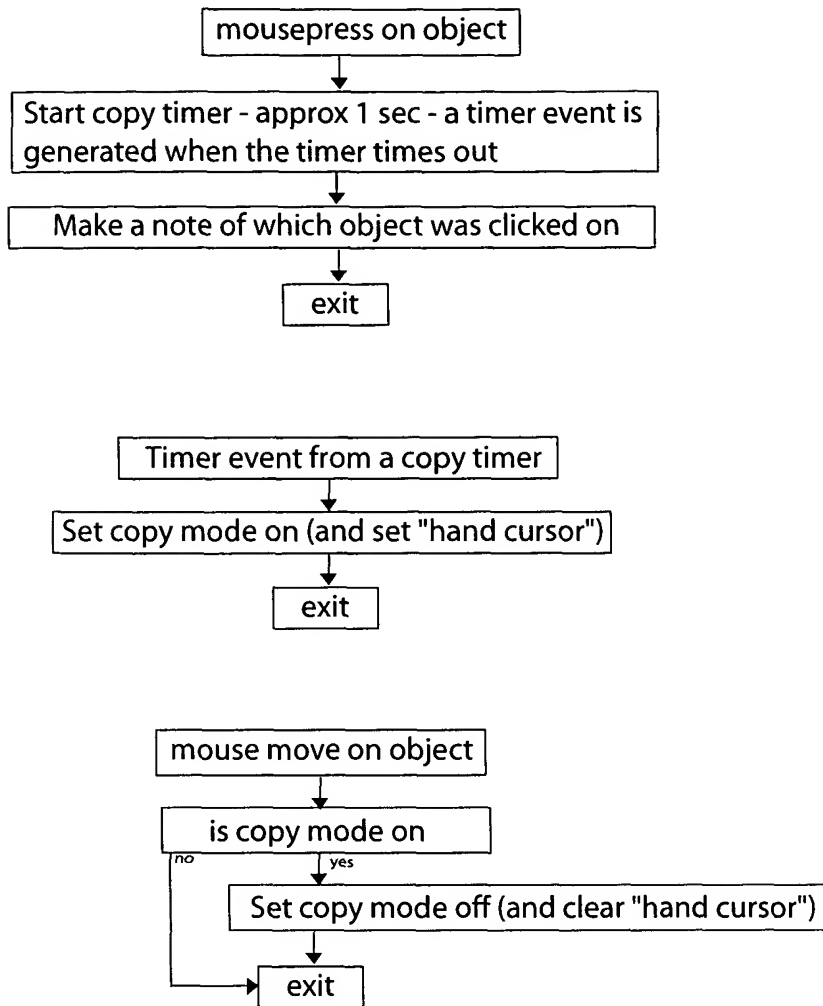 mousepress on object
Start copy timer - approx 1 sec - a timer event is
generated when the timer times out
Make a note of which object was clicked on
exit
Timer event from a copy timer
Set copy mode on (and set "hand cursor")
exit
mouse move on object
is copy mode on
no
yes
Set copy mode off (and clear "hand cursor")
exit